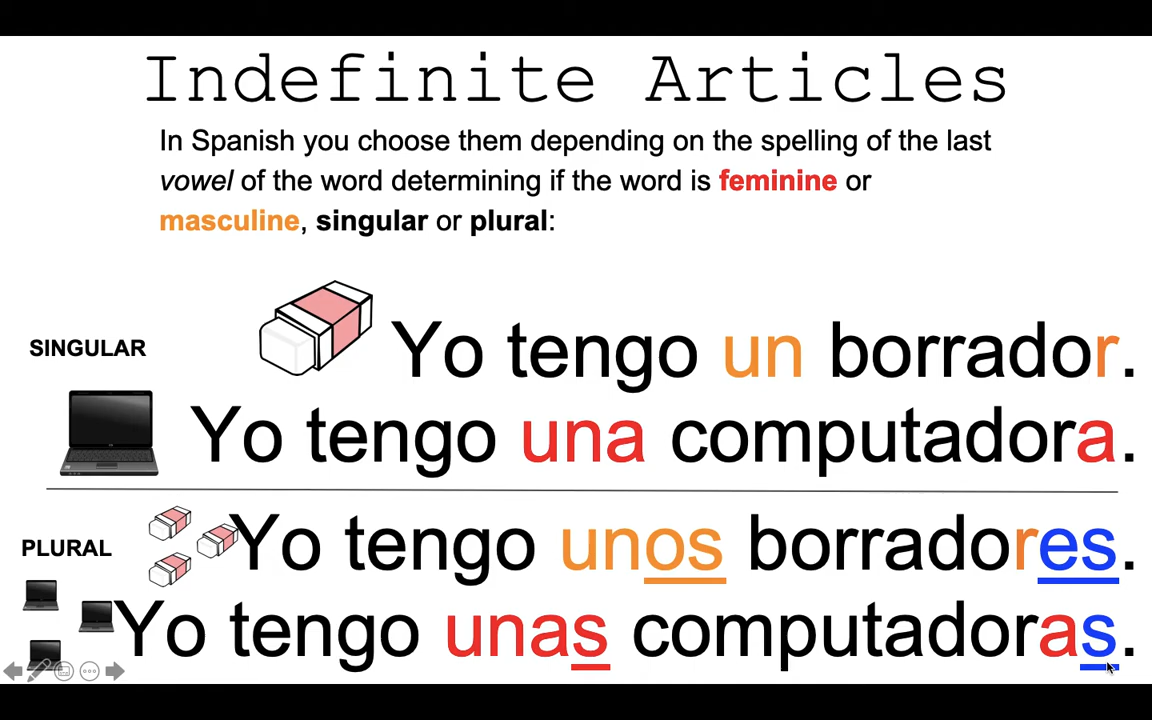 Indefinite Articles
In Spanish you choose them depending on the spelling of the last
vowel of the word determining if the word is feminine or
masculine, singular or plural:
SINGULAR
Yo tengo un borrador.
Yo tengo una computadora.
PLURAL
Yo tengo unos borradores.
Yo tengo unas computadoras.